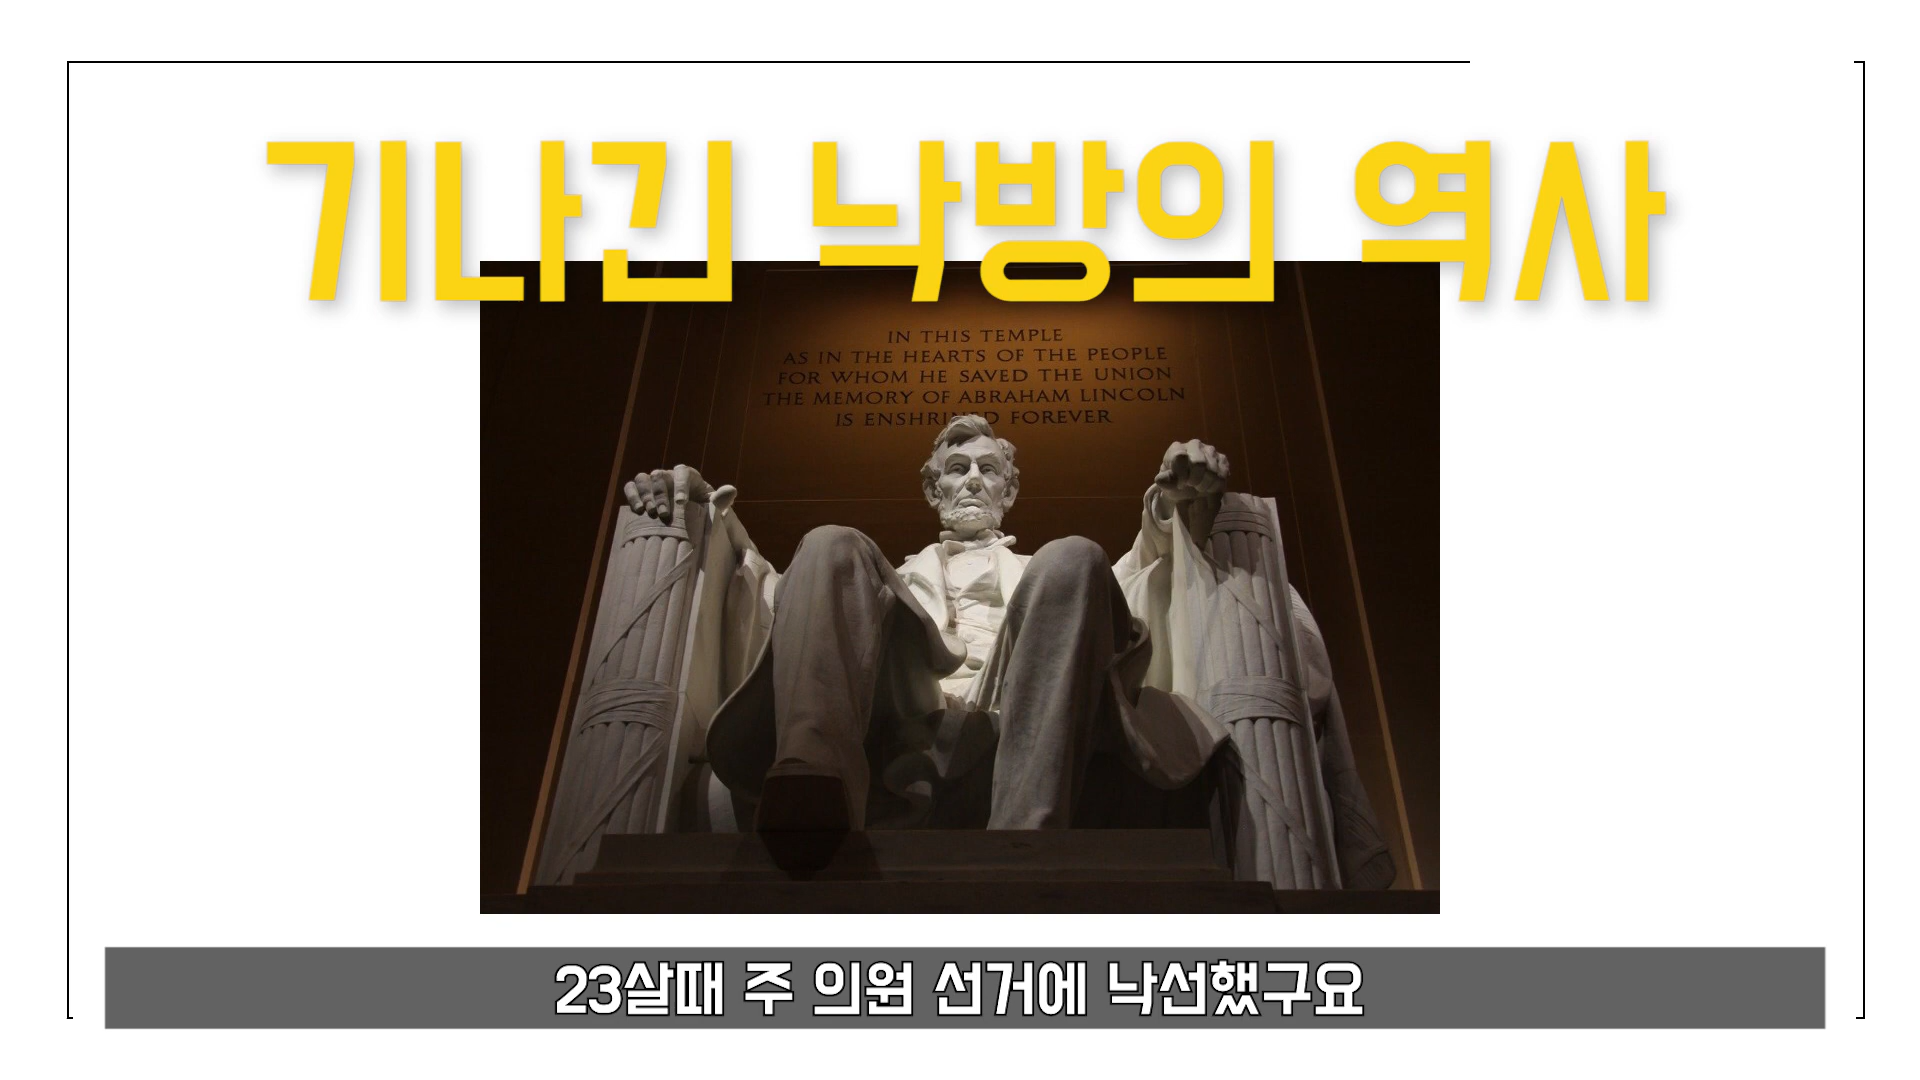 기나긴 낙방의 역사
IN THIS TEMPLE
AS IN THE HEARTS OF THE PEOPLE
FOR WHOM HE SAVED THE UNION
THE MEMORY OF ABRAHAM LINCOLN
IS ENSHRINED FOREVER
23살때 주 의원 선거에 낙선했구요